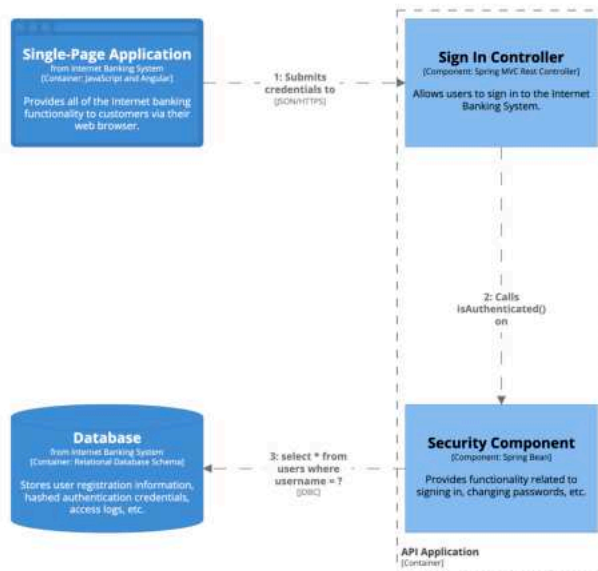 Single-Page Application
from Internet Banking System
[Container: JavaScript and Angular]
Provides all of the Internet banking
functionality to customers via their
web browser.
1: Submits
credentials to
[JSON/HTTPS]
Sign In Controller
[Component: Spring MVC Rest Controller]
Allows users to sign in to the Internet
Banking System.
2: Calls
isAuthenticated()
on
Database
from Internet Banking System
[Container: Relational Database Schema]
Stores user registration information,
hashed authentication credentials,
access logs, etc.
3: select * from
users where
username = ?
[JDBC]
Security Component
[Component: Spring Bean]
Provides functionality related to
signing in, changing passwords, etc.
API Application
[Container]